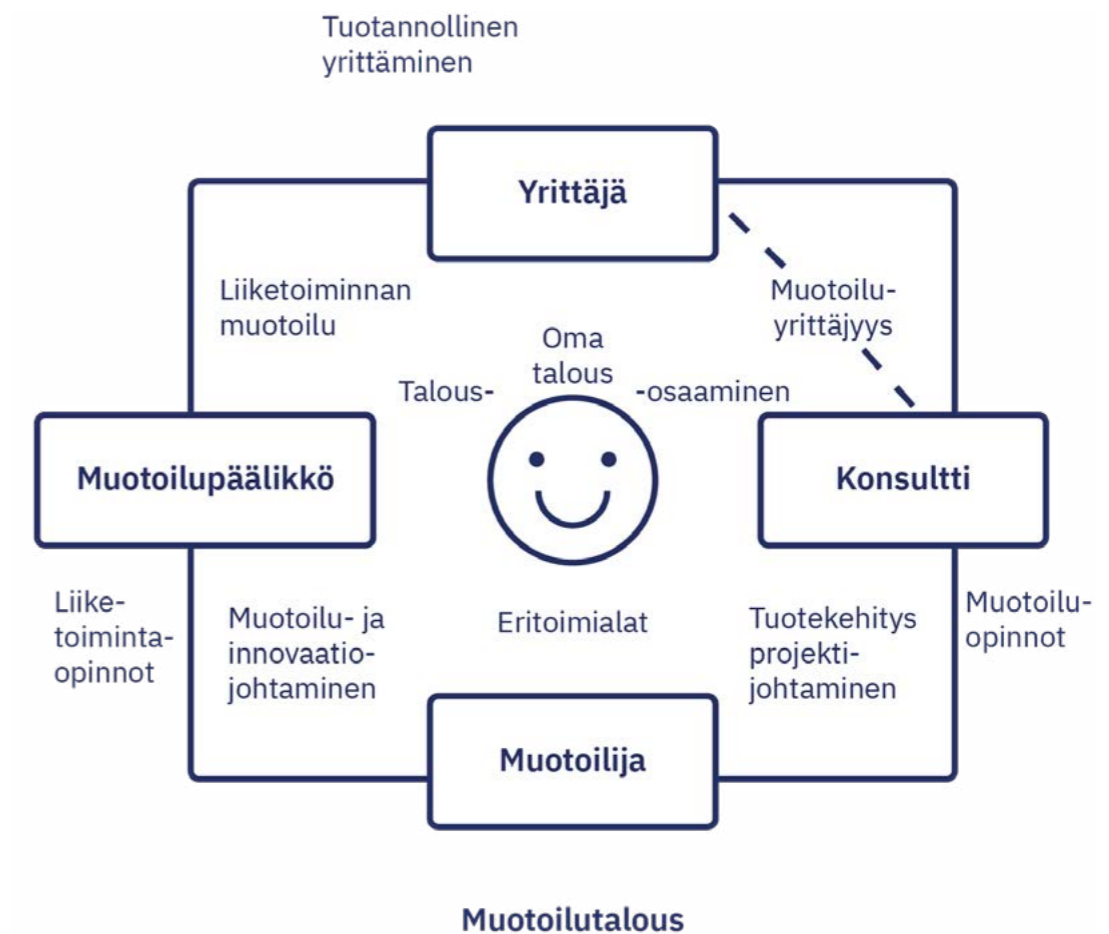 Tuotannollinen
yrittäminen
Yrittäjä
Liiketoiminnan
muotoilu
Muotoilu-
yrittäjyys
Oma
talous
Talous-
-osaaminen
Muotoilupäälikkö
Konsultti
Liike-
toiminta-
opinnot
Muotoilu- ja
innovaatio-
johtaminen
Eritoimialat
Tuotekehitys
projekti-
johtaminen
Muotoilu-
opinnot
Muotoilija
Muotoilutalous